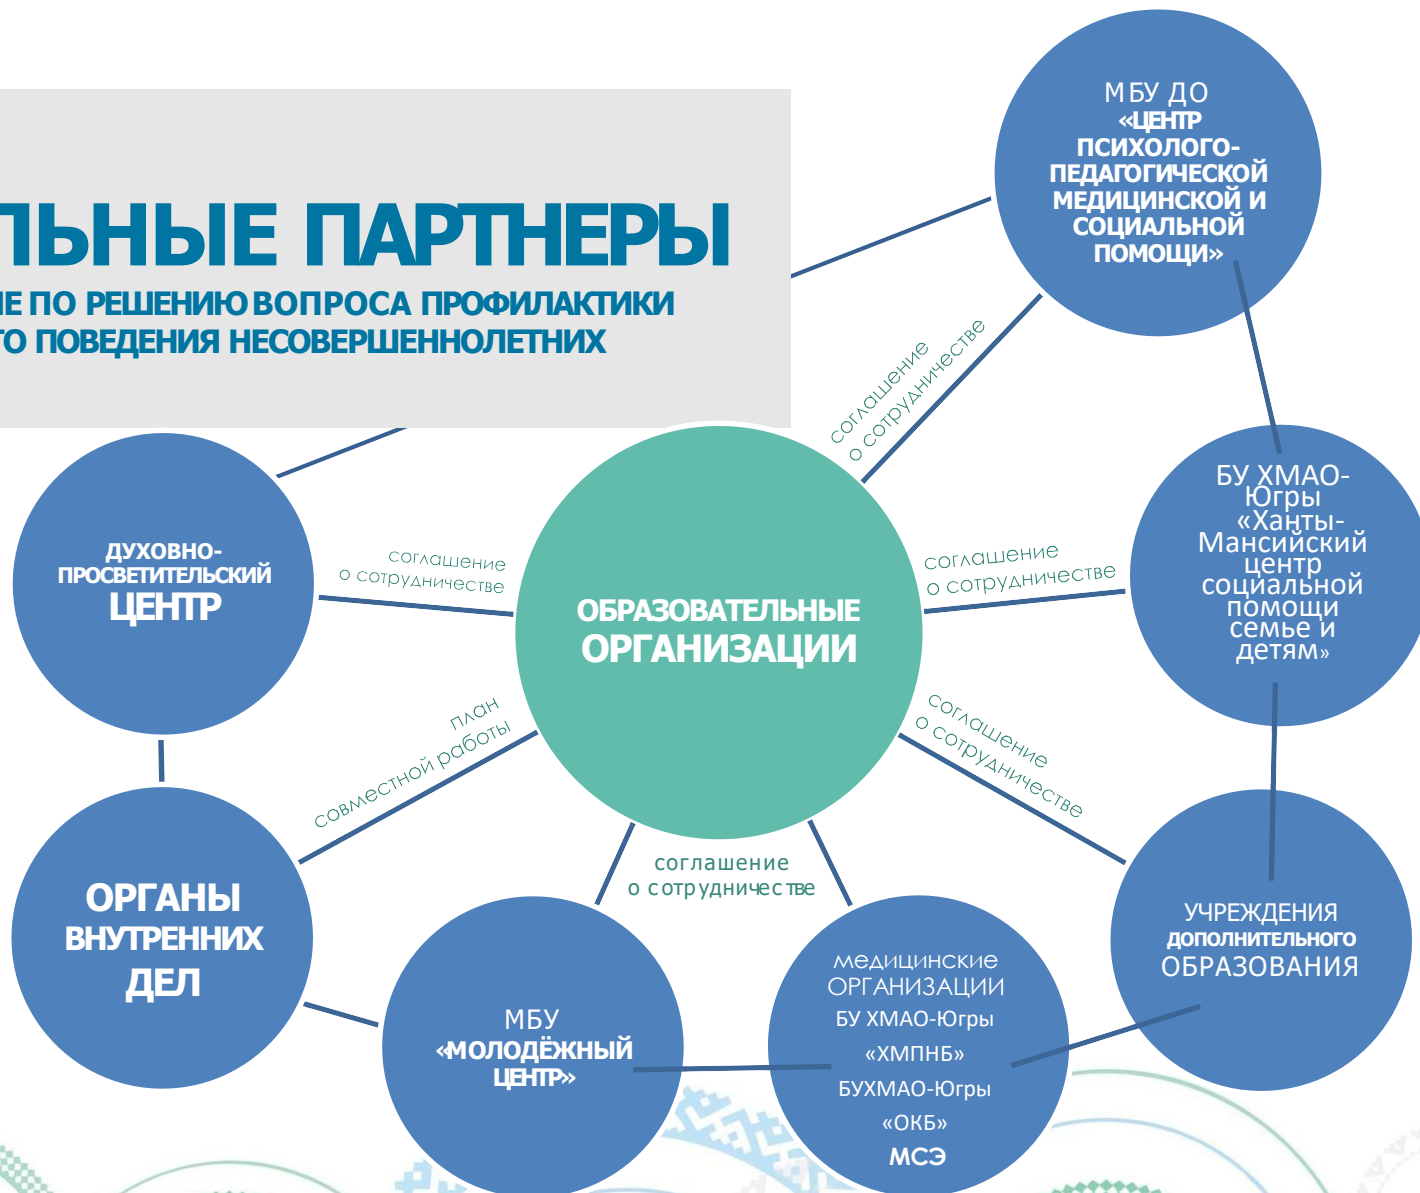 МБУ ДО
«ЦЕНТР
ПСИХОЛОГО-
ПЕДАГОГИЧЕСКОЙ
МЕДИЦИНСКОЙ И
СОЦИАЛЬНОЙ
ПОМОЩИ»
ЛЬНЫЕ ПАРТНЕРЫ
ИЕ ПО РЕШЕНИЮ ВОПРОСА ПРОФИЛАКТИКИ
ГО ПОВЕДЕНИЯ НЕСОВЕРШЕННОЛЕТНИХ
соглашение
о сотрудничестве
БУ ХМАО-
Югры
«Ханты-
Мансийский
центр
социальной
помощи
семье и
детям»
ДУХОВНО-
ПРОСВЕТИТЕЛЬСКИЙ
ЦЕНТР
соглашение
о сотрудничестве
ОБРАЗОВАТЕЛЬНЫЕ
ОРГАНИЗАЦИИ
соглашение
о сотрудничестве
план
совместной работы
соглашение
о сотрудничестве
соглашение
о сотрудничестве
ОРГАНЫ
ВНУТРЕННИХ
ДЕЛ
МБУ
«МОЛОДЁЖНЫЙ
ЦЕНТР»
медицинские
ОРГАНИЗАЦИИ
БУ ХМАО-Югры
«ХМПНБ»
БУХМАО-Югры
«ОКБ»
МСЭ
УЧРЕЖДЕНИЯ
ДОПОЛНИТЕЛЬНОГО
ОБРАЗОВАНИЯ